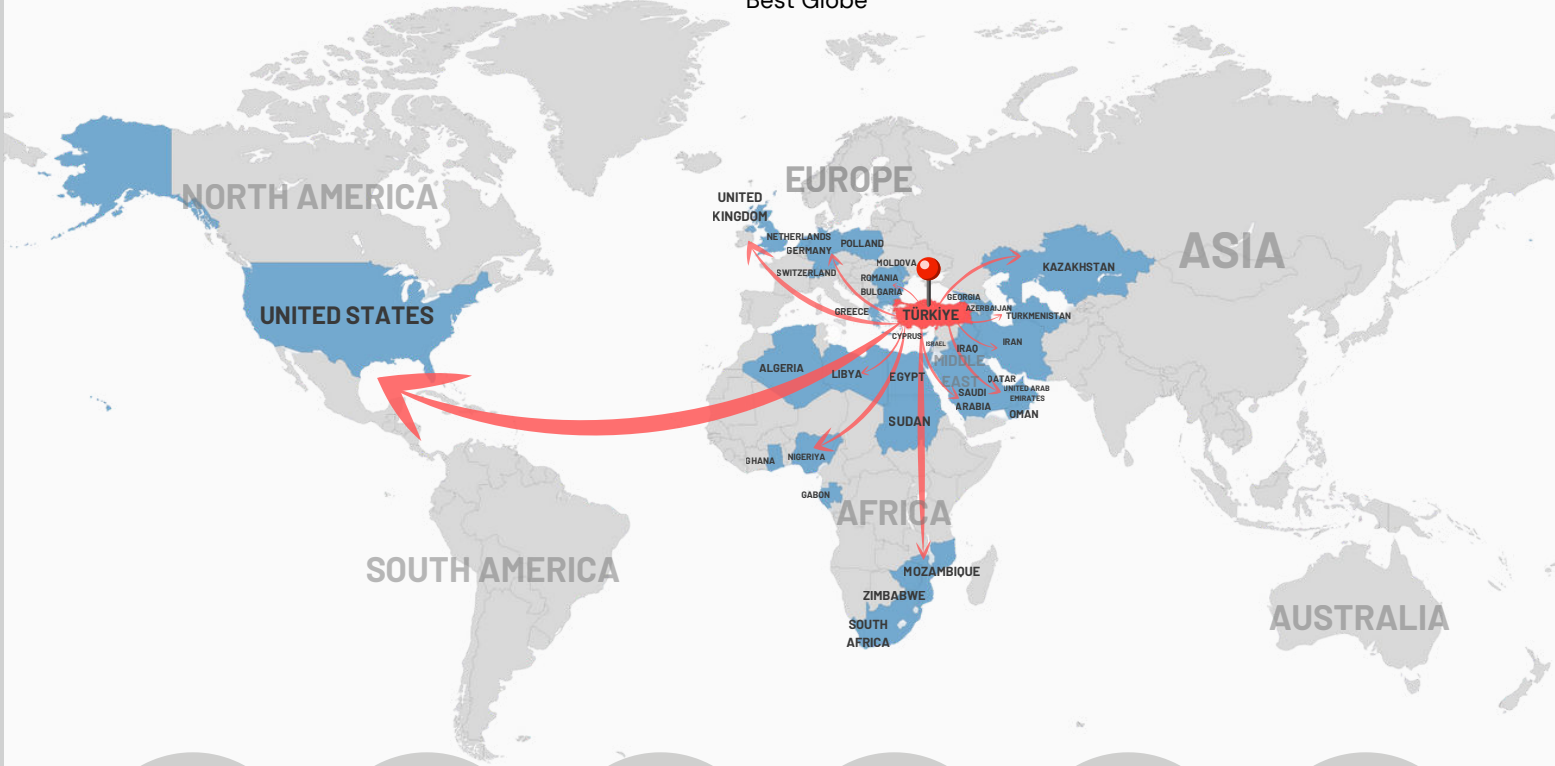 Best Globe
NORTH AMERICA
EUROPE
UNITED
KINGDOM
NETHERLANDS
GERMANY
POLLAND
SWITZERLAND
MOLDOVA
ROMANIA
BULGARIA
GREECE
ASIA
KAZAKHSTAN
GEORGIA
AZERBAIJAN
TURKMENISTAN
UNITED STATES
TÜRKİYE
CYPRUS
ISRAEL
IRAQ
IRAN
MIDDLE
EAST
ALGERIA
LIBYA
EGYPT
QATAR
UNITED ARAB
EMIRATES
SAUDI
ARABIA
OMAN
SUDAN
GHANA
NIGERIYA
GABON
AFRICA
SOUTH AMERICA
MOZAMBIQUE
ZIMBABWE
SOUTH
AFRICA
AUSTRALIA